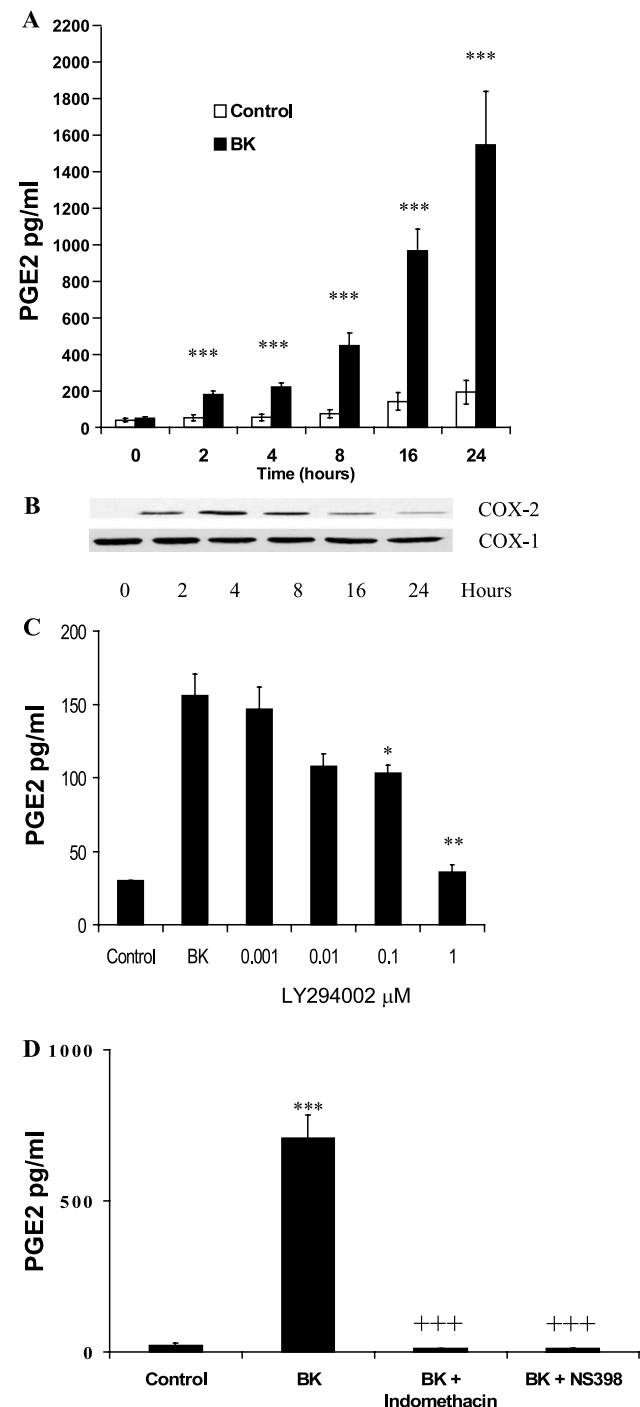 A
2200
2000
1800
1600
1400
1200
1000
800
600
400
200
0
PGE2 pg/ml
Control
BK
***
***
***
***
***
0 2 4 8 16 24
Time (hours)
B
COX-2
COX-1
0 2 4 8 16 24 Hours
C
200
150
100
50
0
PGE2 pg/ml
*
**
Control BK 0.001 0.01 0.1 1
LY294002 μM
D
1000
500
0
PGE2 pg/ml
***
+++
+++
Control BK BK + Indomethacin BK + NS398